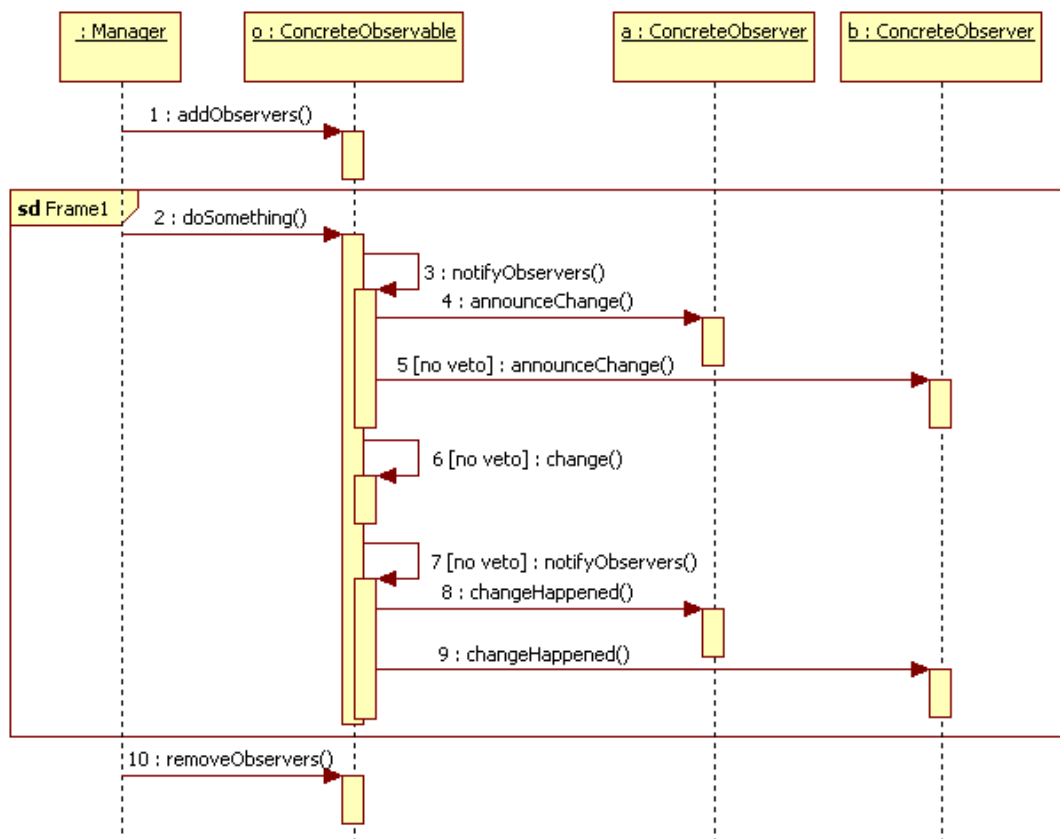 : Manager
o : ConcreteObservable
a : ConcreteObserver
b : ConcreteObserver
1 : addObservers()
sd Frame1
2 : doSomething()
3 : notifyObservers()
4 : announceChange()
5 [no veto] : announceChange()
6 [no veto] : change()
7 [no veto] : notifyObservers()
8 : changeHappened()
9 : changeHappened()
10 : removeObservers()